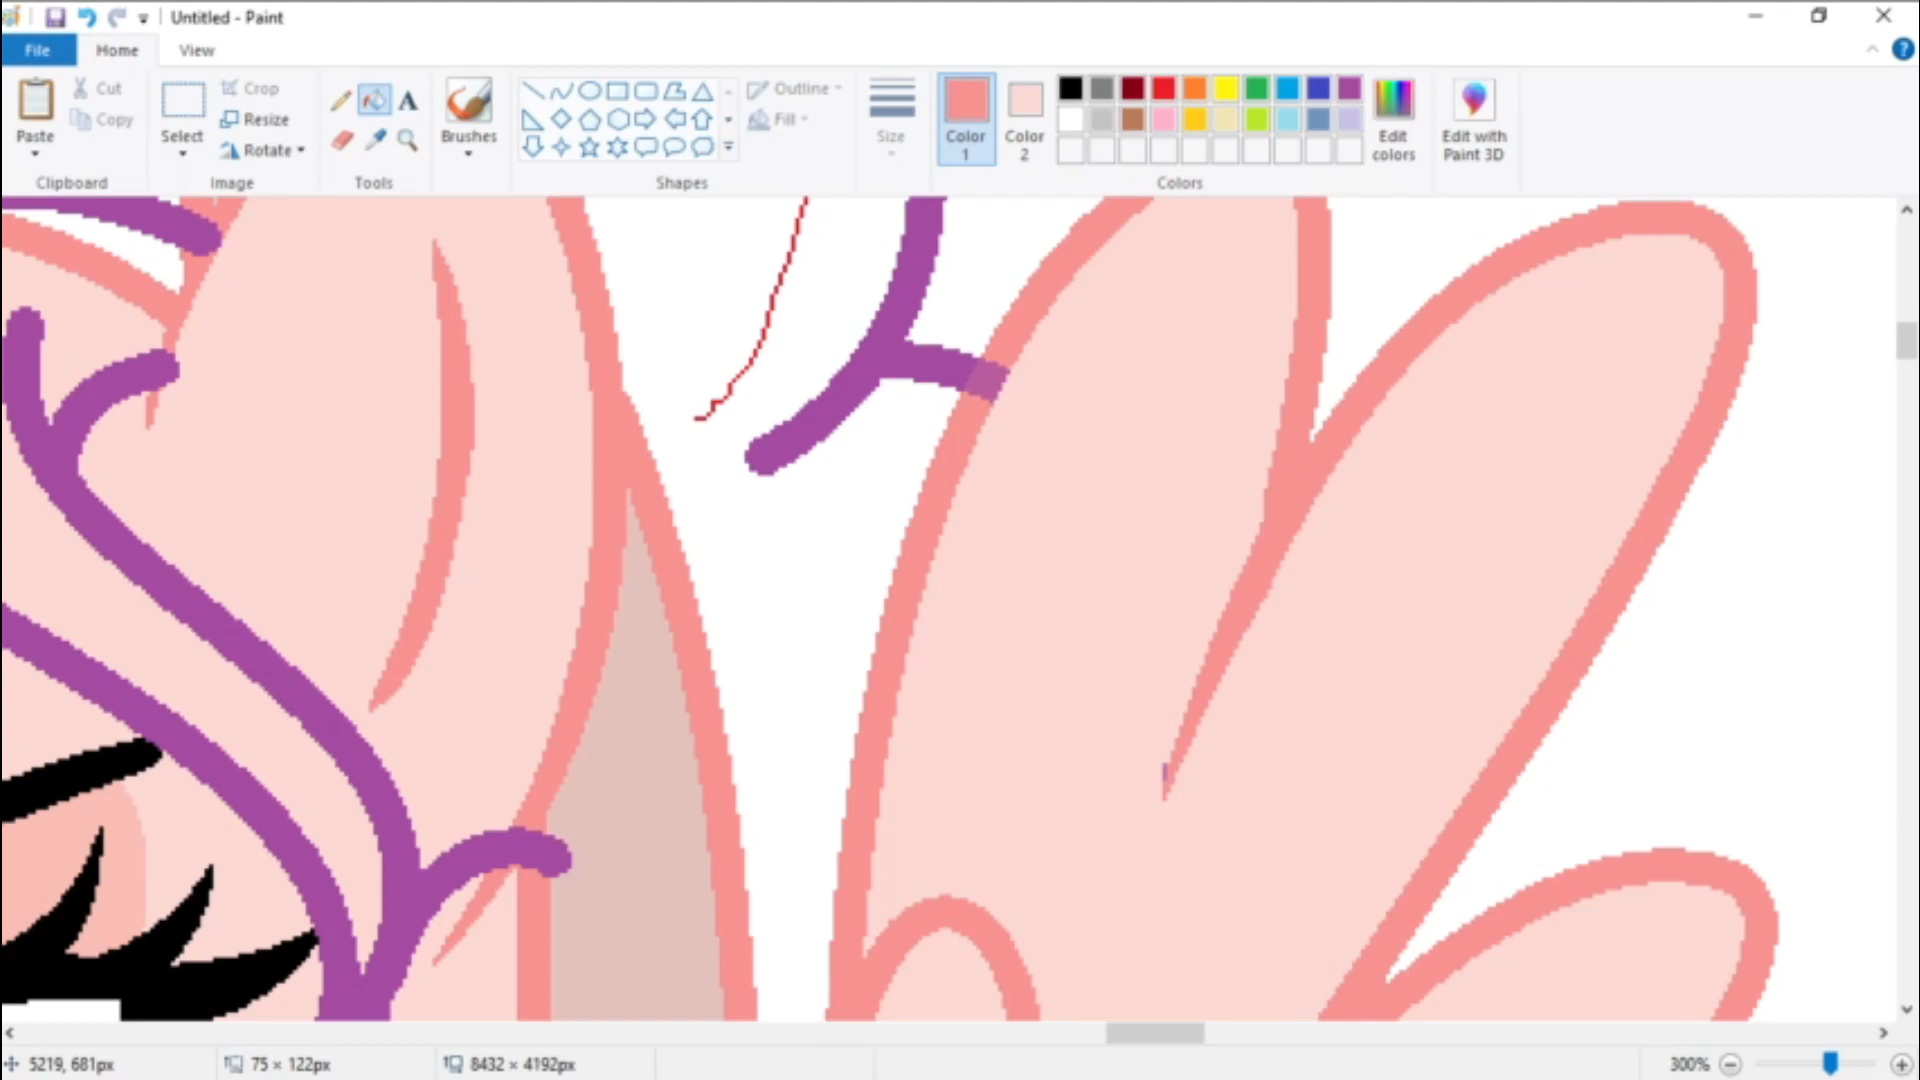 Untitled - Paint
File Home View
Paste
Cut
Copy
Clipboard
Select
Crop
Resize
Rotate
Image
A
Tools
Brushes
Outline
Fill
Shapes
Size
Color 1
Color 2
Edit colors
Colors
Edit with Paint 3D
?
5219, 681px
75 × 122px
8432 × 4192px
300%